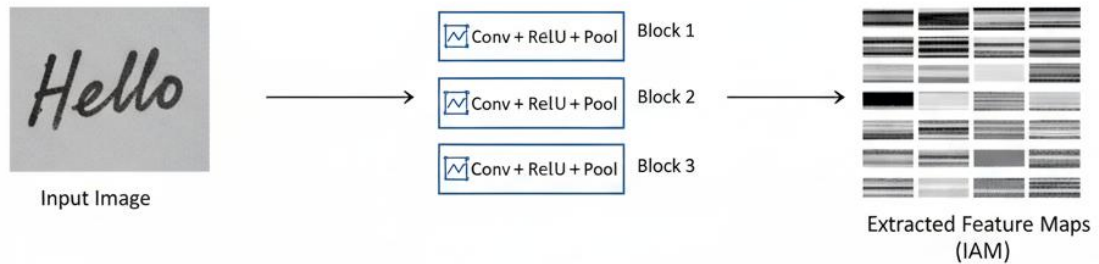 Hello
Input Image
Conv + RelU + Pool Block 1
Conv + RelU + Pool Block 2
Conv + RelU + Pool Block 3
Extracted Feature Maps
(IAM)